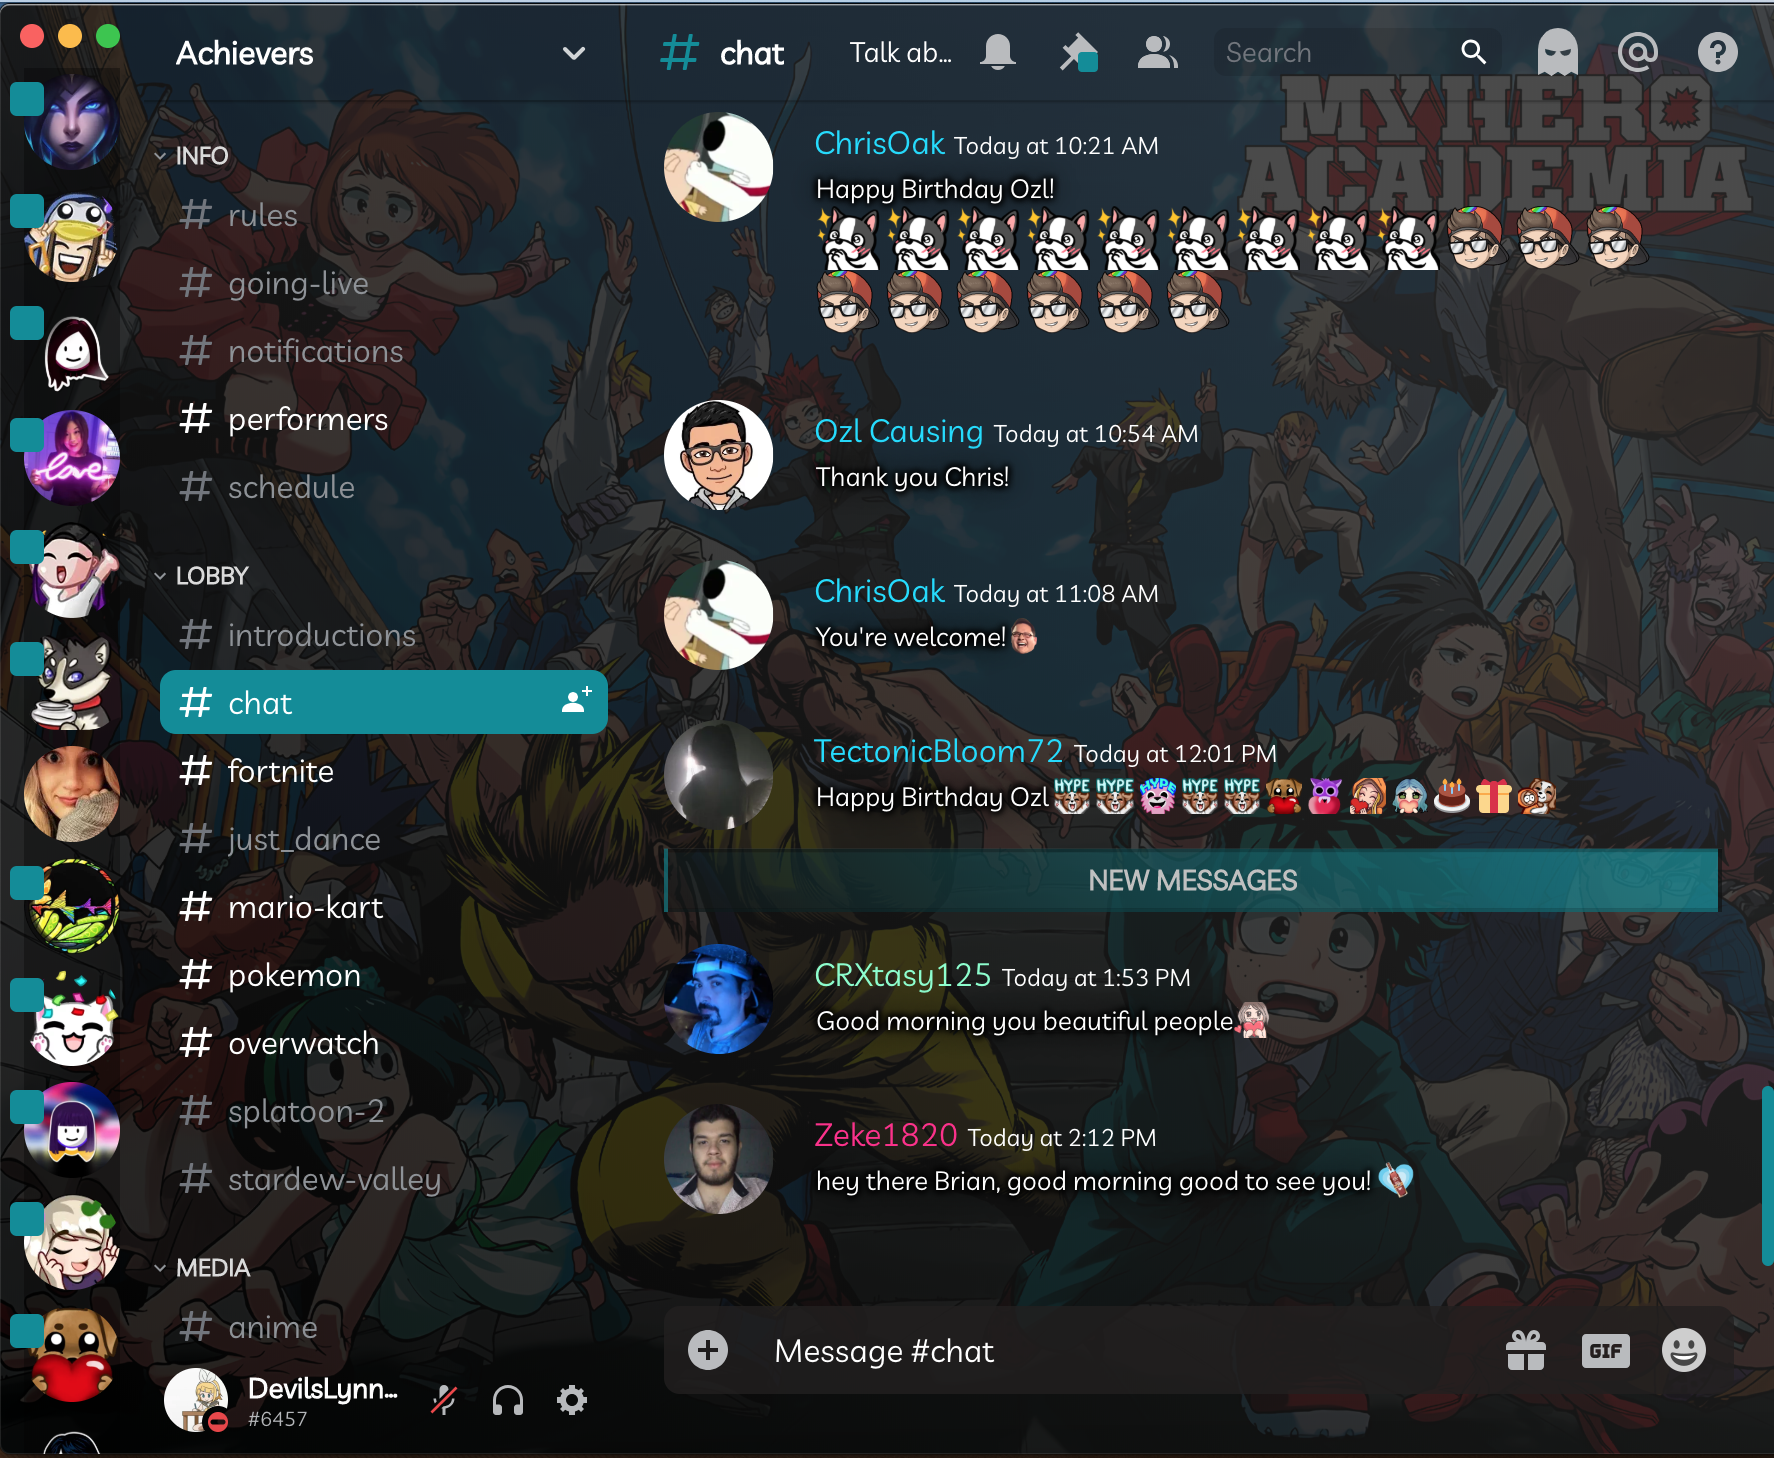 Achievers
INFO
rules
going-live
notifications
performers
schedule
LOBBY
introductions
chat
fortnite
just_dance
mario-kart
pokemon
overwatch
splatoon-2
stardew-valley
MEDIA
anime
DevilsLynn...
#6457
love
chat
Talk ab...
Search
MY HERO
ACADEMIA
ChrisOak Today at 10:21 AM
Happy Birthday Ozl!
Ozl Causing Today at 10:54 AM
Thank you Chris!
ChrisOak Today at 11:08 AM
You're welcome!
TectonicBloom72 Today at 12:01 PM
Happy Birthday Ozl HYPE HYPE HYPE HYPE HYPE
NEW MESSAGES
CRXtasy125 Today at 1:53 PM
Good morning you beautiful people
Zeke1820 Today at 2:12 PM
hey there Brian, good morning good to see you!
Message #chat
GIF